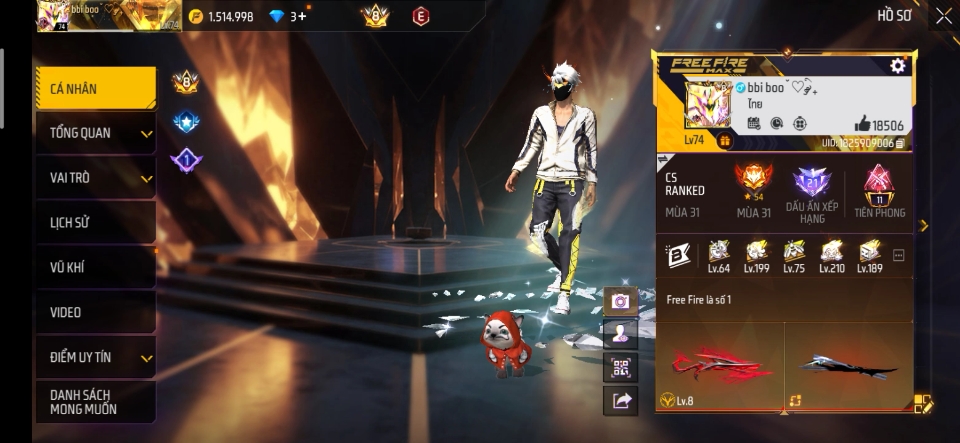 bbi boo ˘♡
74
Lv74
1.514.998
3+
8
E
HỒ SƠ
CÁ NHÂN
TỔNG QUAN
VAI TRÒ
LỊCH SỬ
VŨ KHÍ
VIDEO
ĐIỂM UY TÍN
DANH SÁCH
MONG MUỐN
8
1
FREE FIRE
MAX
bbi boo ˘♡
ไทย
18506
Lv74
UID:1825909006
CS
RANKED
MÙA 31
54
MÙA 31
21
DẤU ẤN XẾP
HẠNG
11
TIÊN PHONG
B
Lv.64
Lv.199
Lv.75
Lv.210
Lv.189
Free Fire là số 1
Lv.8